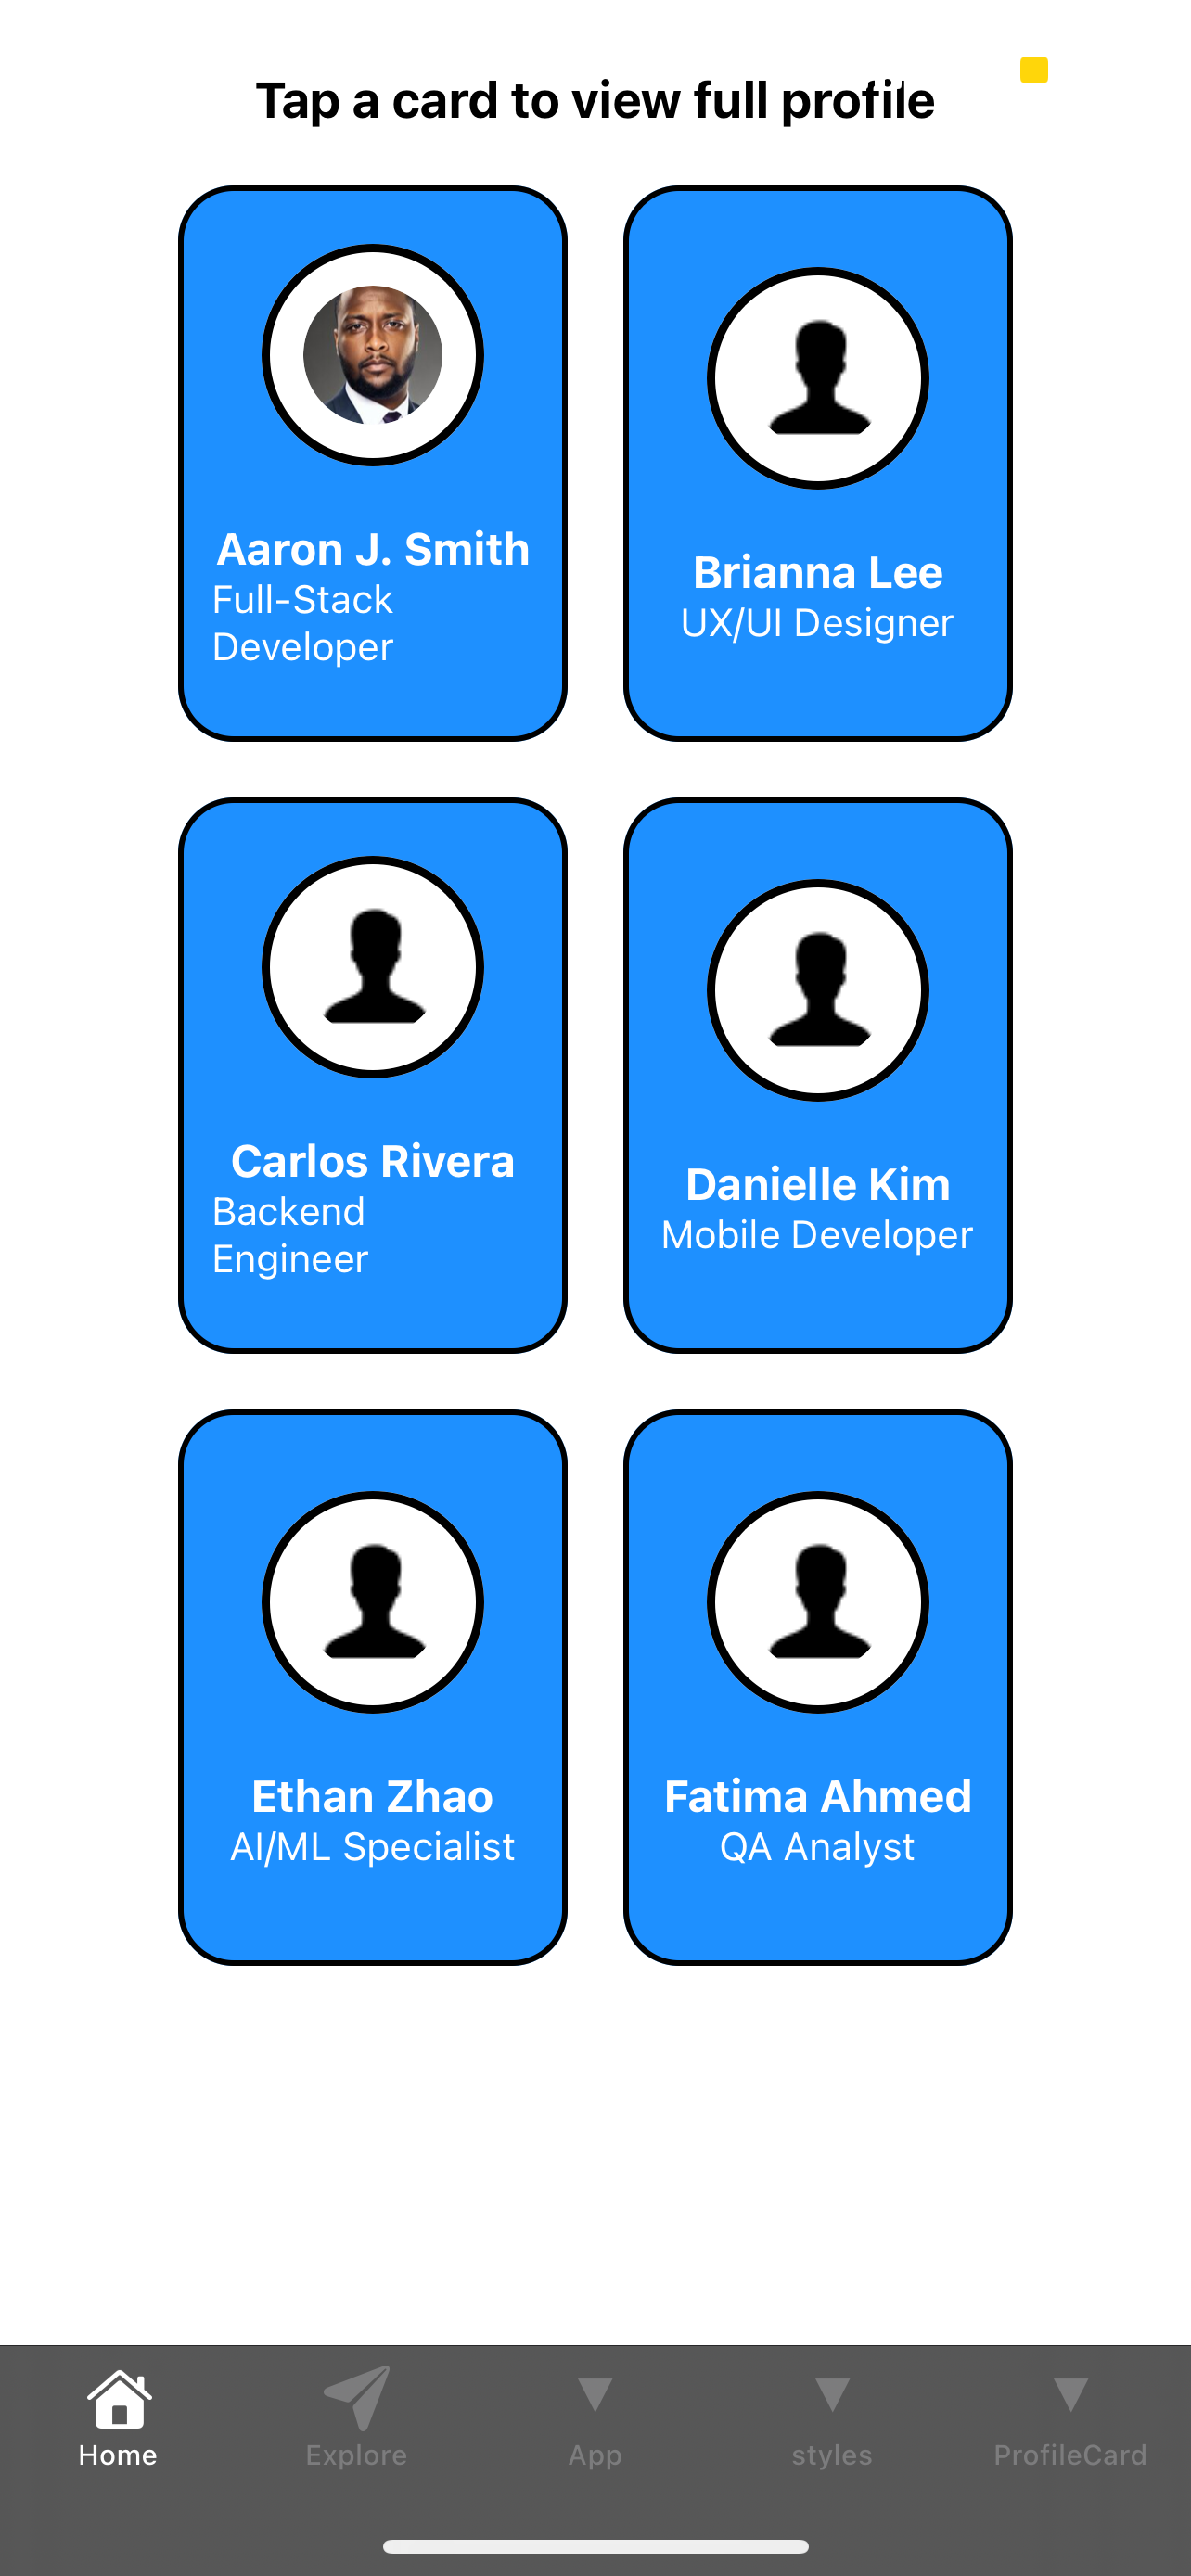 Tap a card to view full profile
Aaron J. Smith
Full-Stack
Developer
Brianna Lee
UX/UI Designer
Carlos Rivera
Backend
Engineer
Danielle Kim
Mobile Developer
Ethan Zhao
AI/ML Specialist
Fatima Ahmed
QA Analyst
Home
Explore
App
styles
ProfileCard